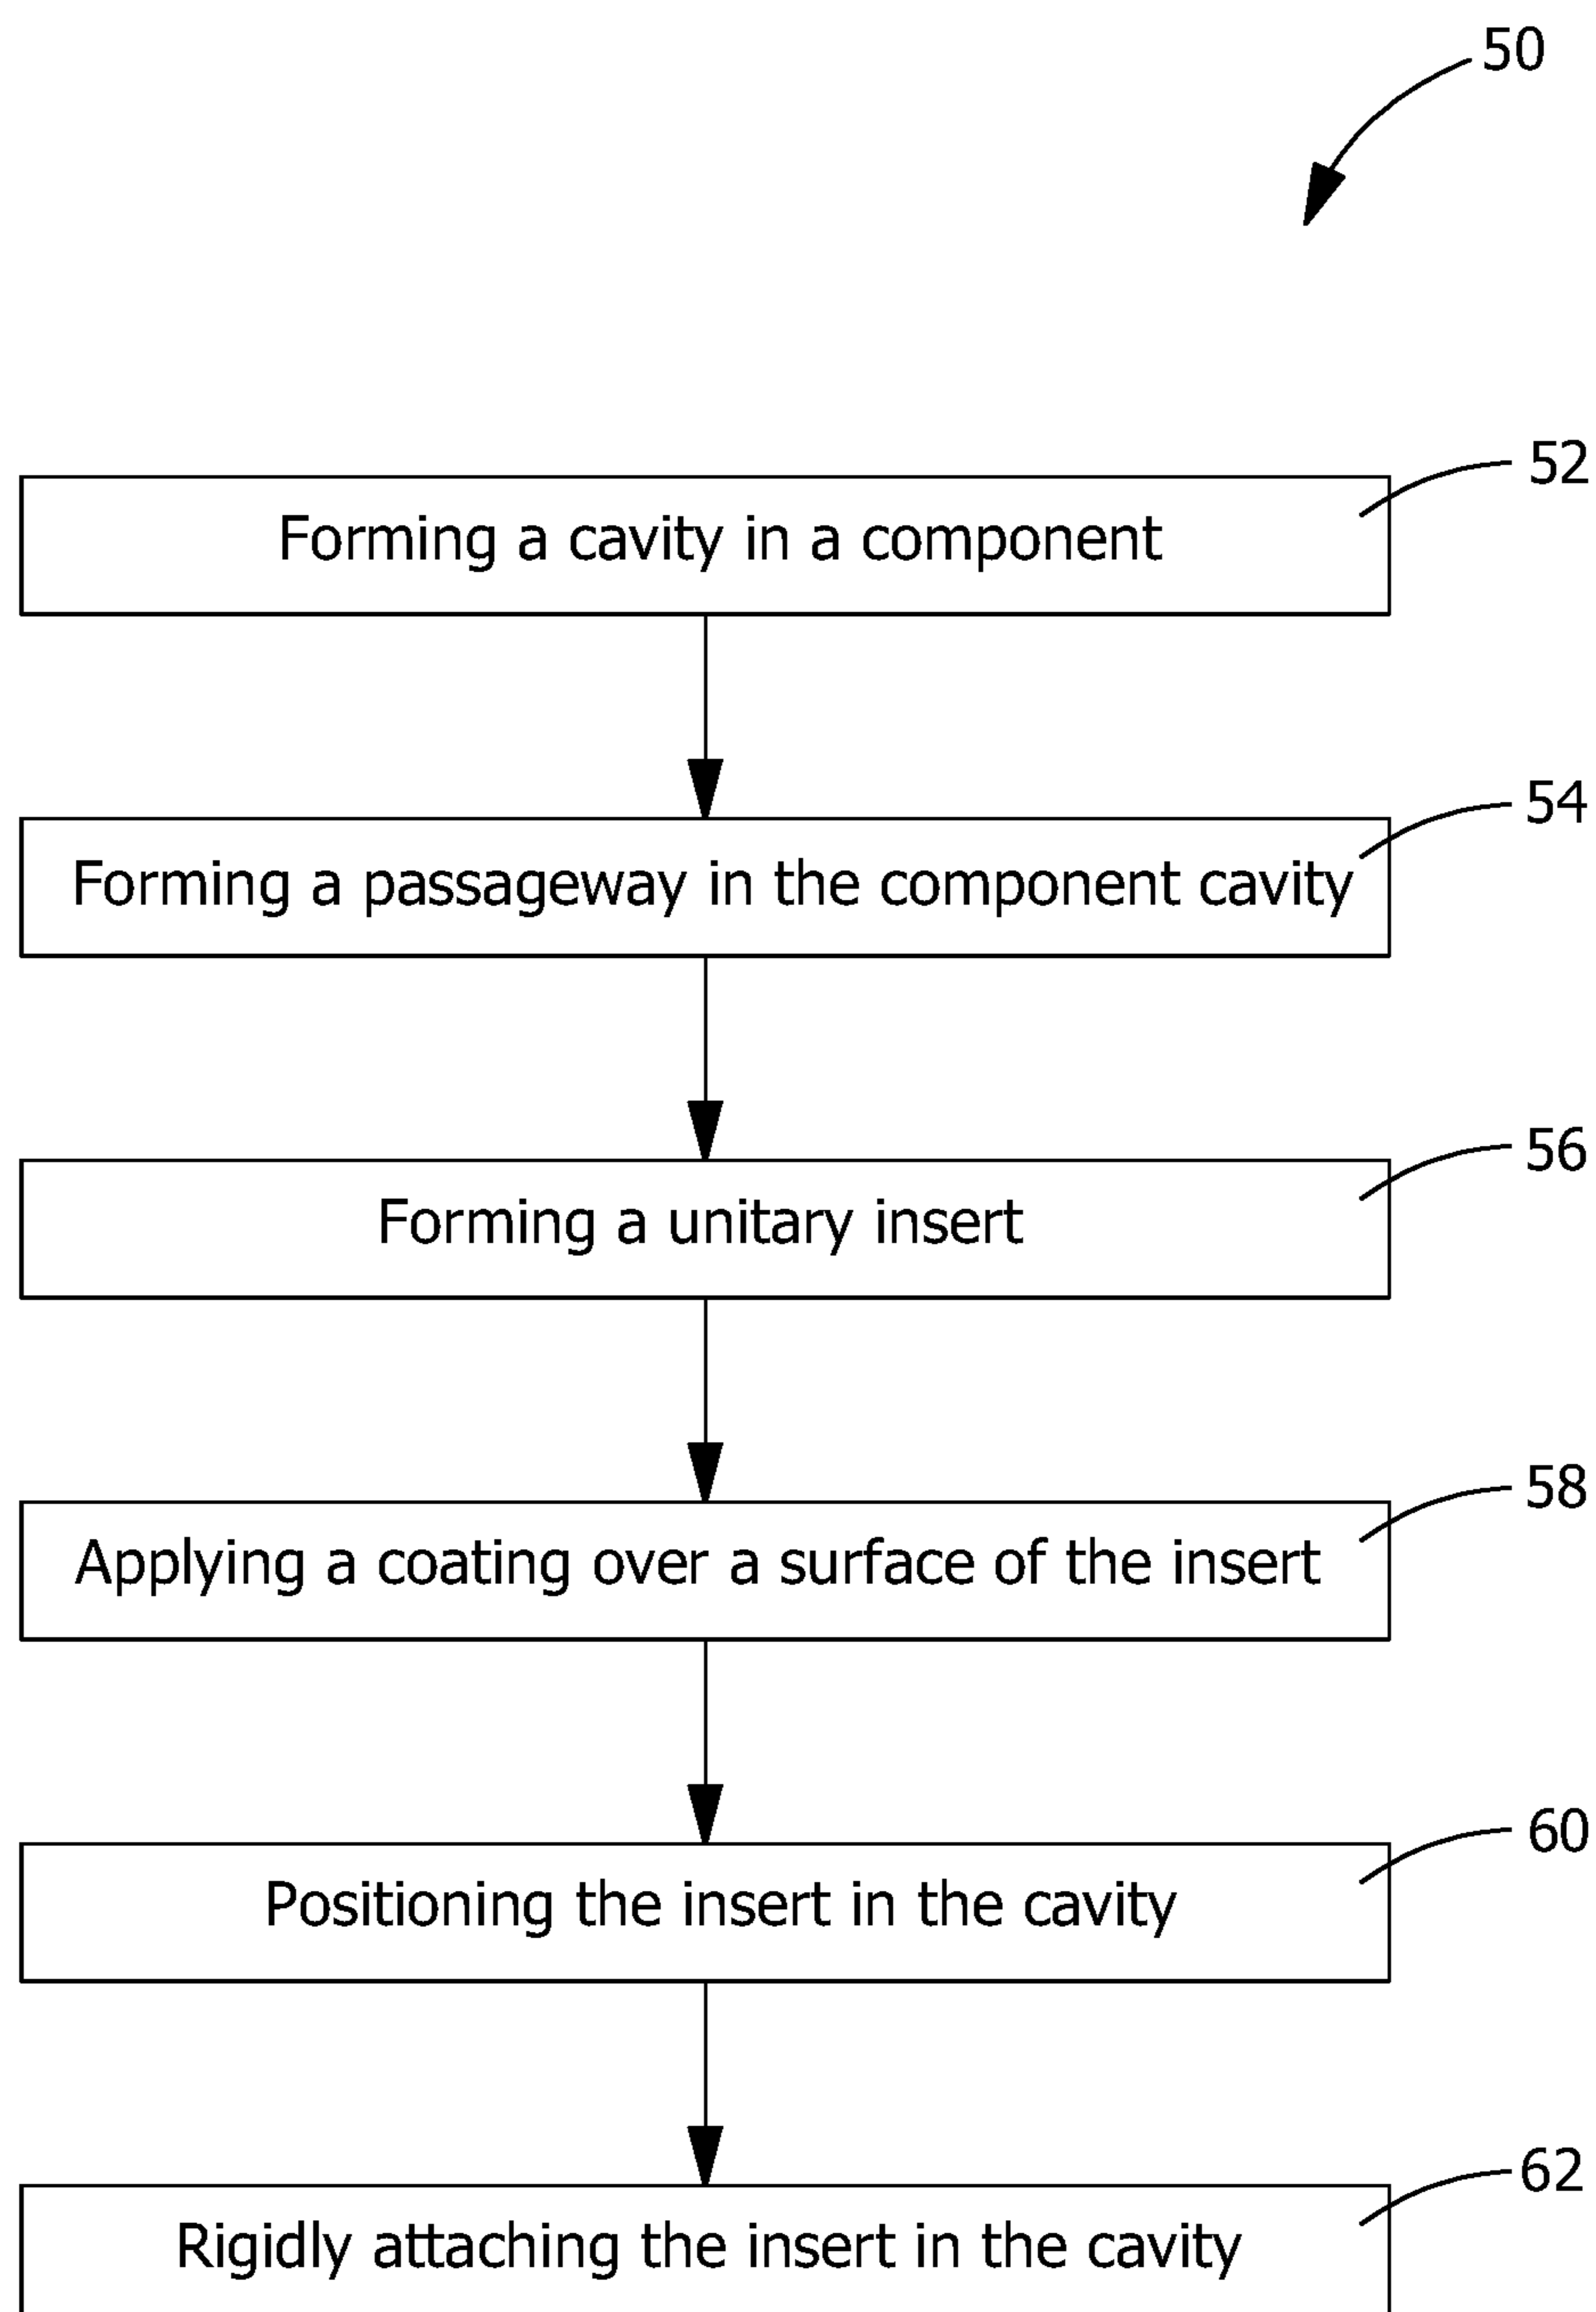 50
52
Forming a cavity in a component
54
Forming a passageway in the component cavity
56
Forming a unitary insert
58
Applying a coating over a surface of the insert
60
Positioning the insert in the cavity
62
Rigidly attaching the insert in the cavity